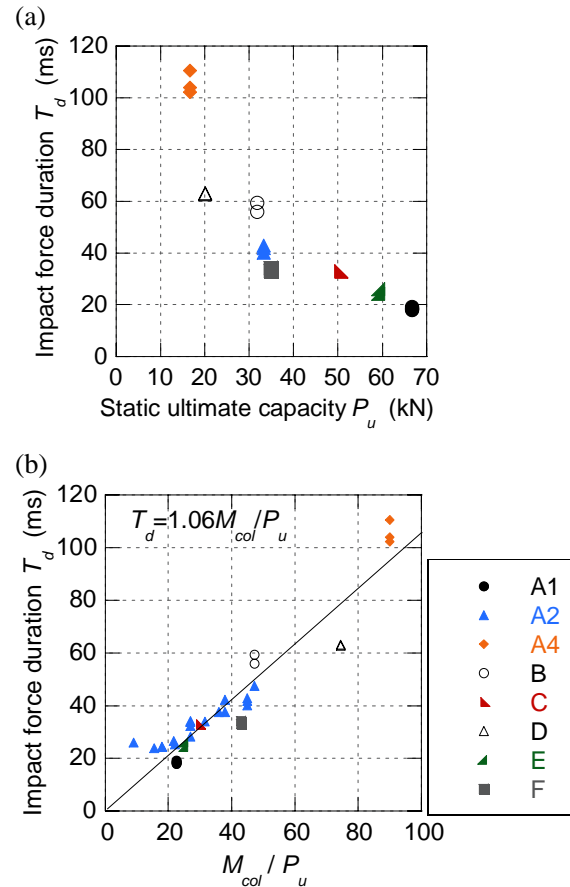 (a)
Impact force duration T_d (ms)
120
100
80
60
40
20
0
0 10 20 30 40 50 60 70
Static ultimate capacity P_u (kN)
(b)
Impact force duration T_d (ms)
120
100
80
60
40
20
0
T_d=1.06M_col/P_u
0 20 40 60 80 100
M_col / P_u
A1
A2
A4
B
C
D
E
F